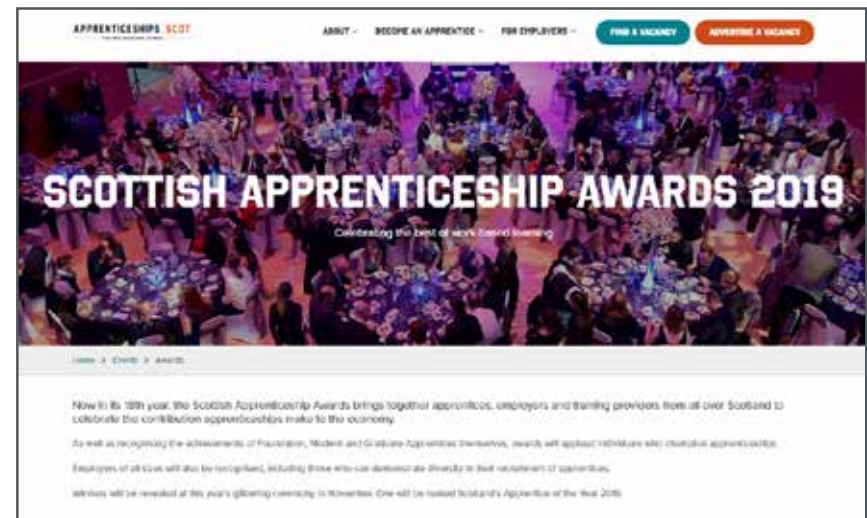 APPRENTICESHIPS.SCOT
ABOUT
BECOME AN APPRENTICE
FOR EMPLOYERS
FIND A VACANCY
ADVERTISE A VACANCY
SCOTTISH APPRENTICESHIP AWARDS 2019
Celebrating the best of work based learning
Home > Events > Awards
Now in its 19th year, the Scottish Apprenticeship Awards brings together apprentices, employers and training providers from all over Scotland to
celebrate the contribution apprenticeships make to the economy.
As well as recognising the achievements of Foundation, Modern and Graduate Apprentices themselves, awards will applaud individuals who champion apprenticeships.
Employers of all sizes will also be recognised, including those who can demonstrate diversity in their recruitment of apprentices.
Winners will be revealed at this year's glittering ceremony in November. One will be named Scotland's Apprentice of the Year 2019.